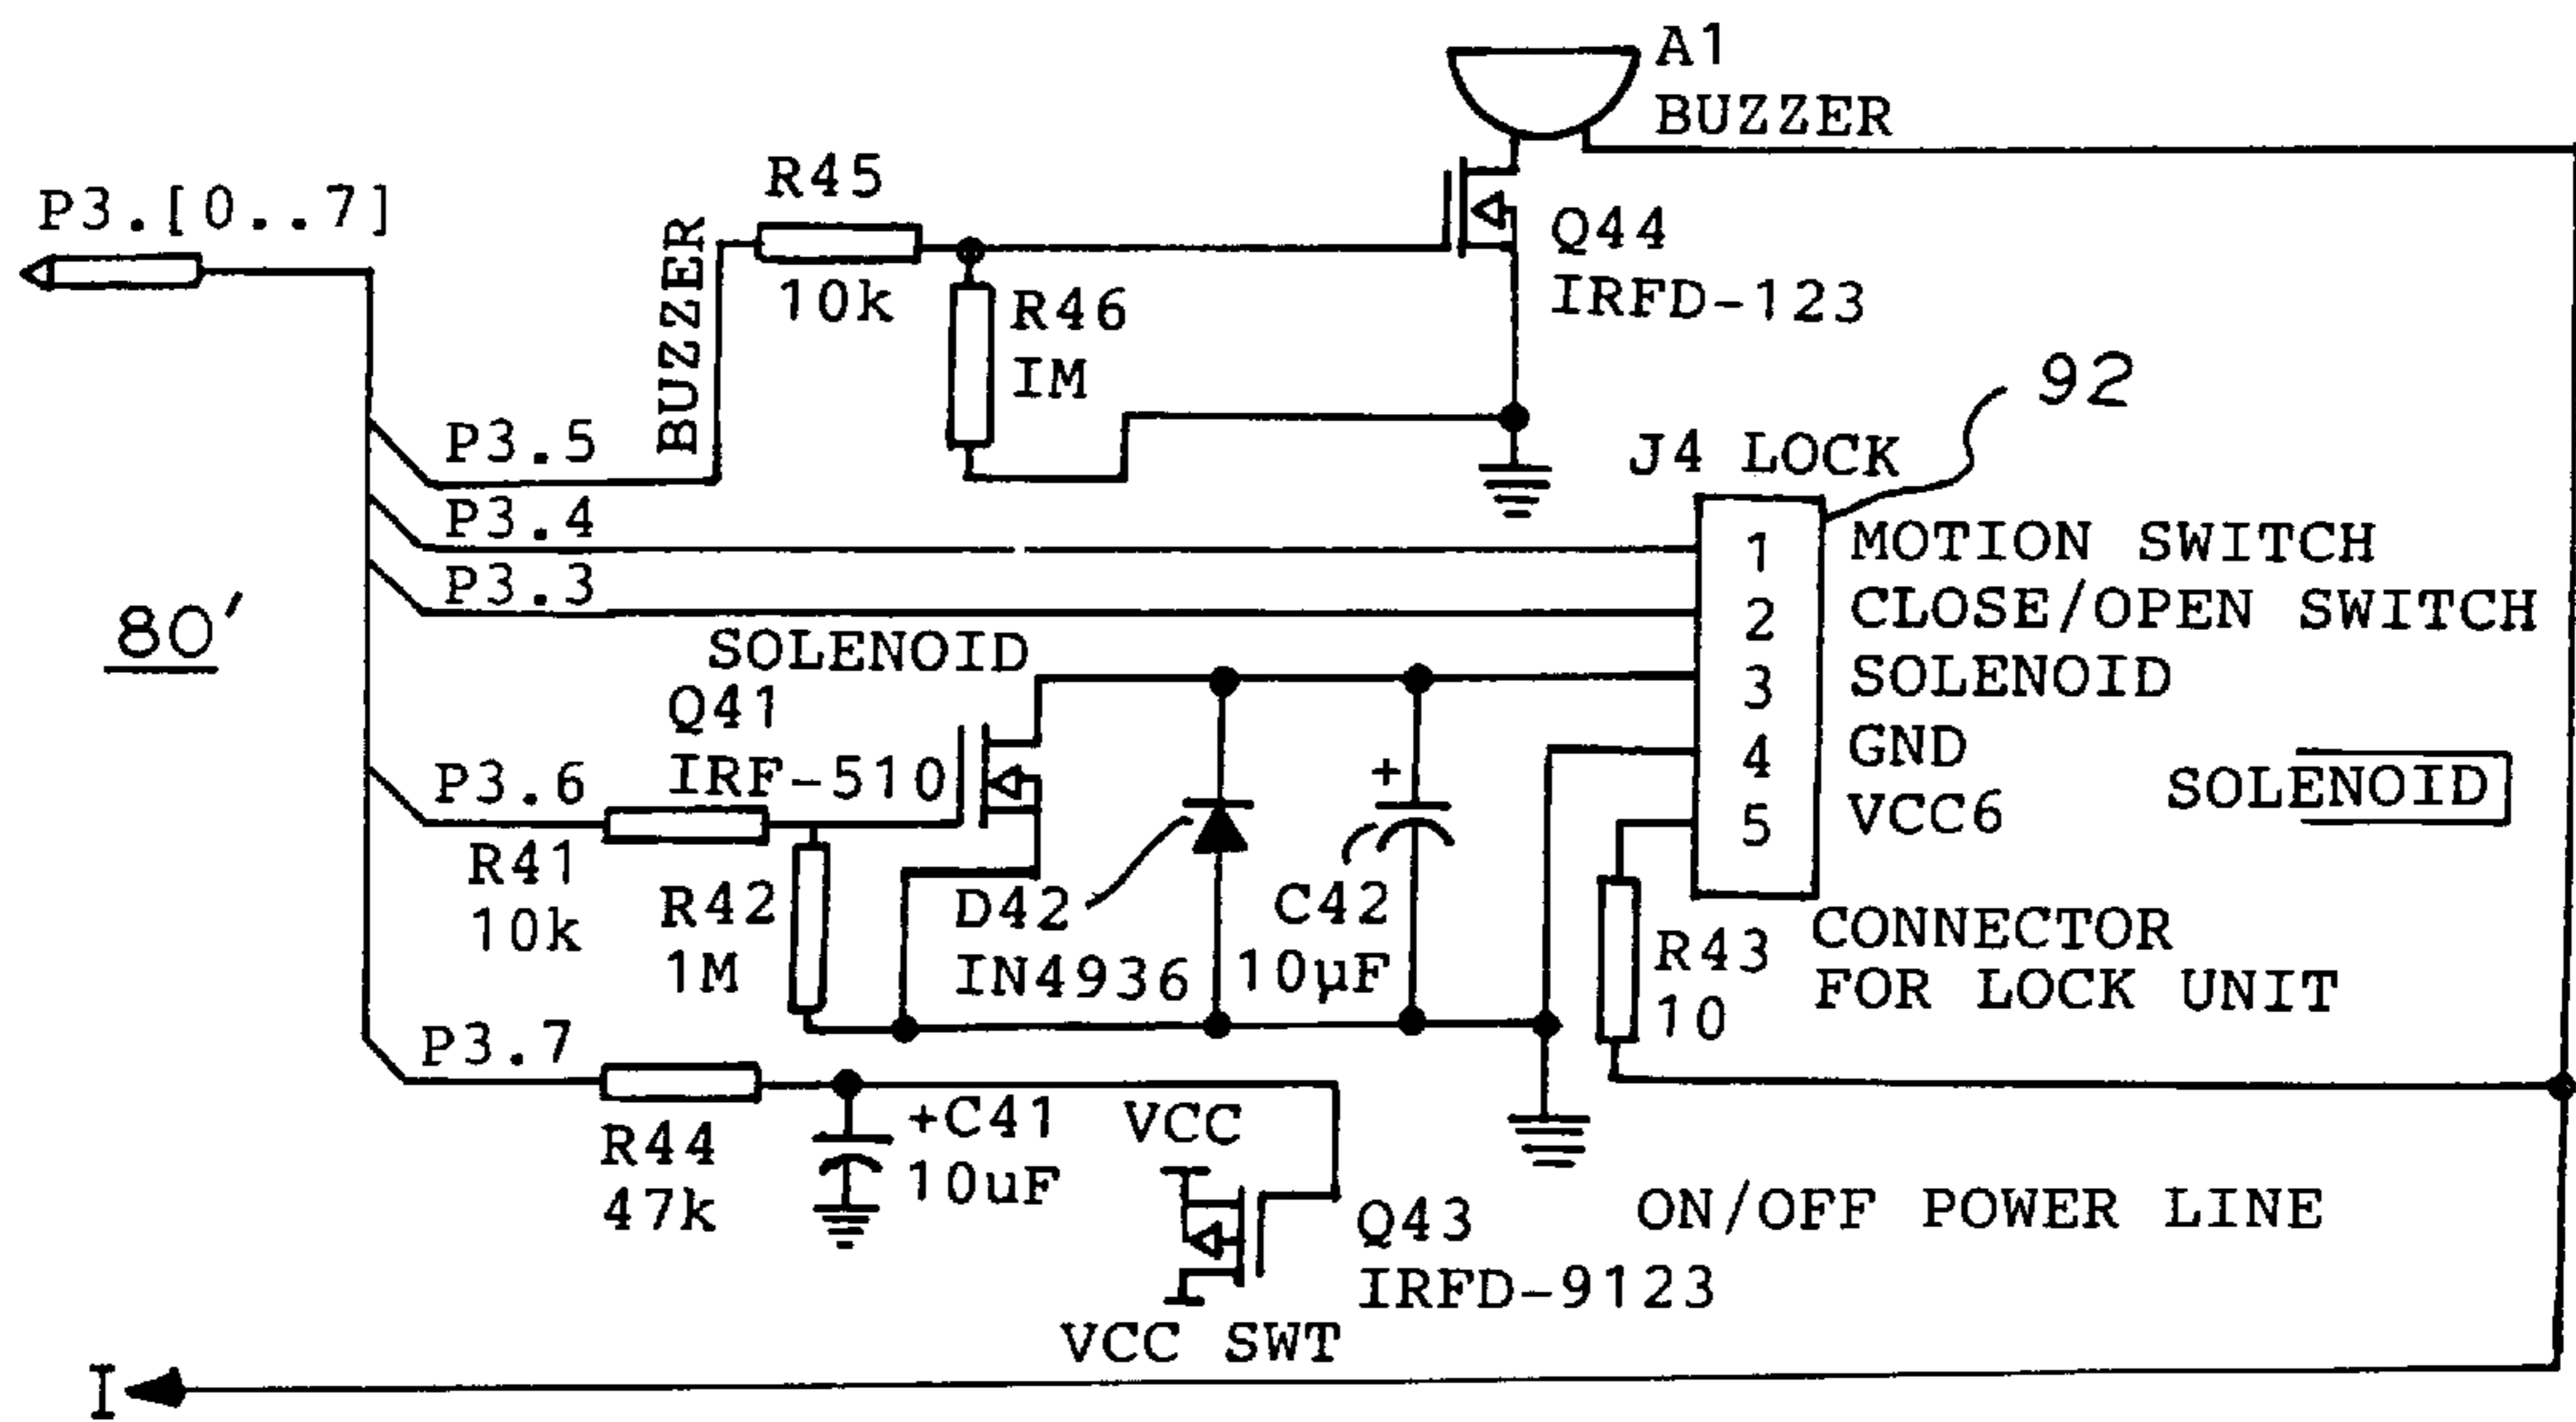 A1
BUZZER
P3.[0..7]
R45
10k
BUZZER
R46
IM
Q44
IRFD-123
92
P3.5
P3.4
P3.3
J4 LOCK
1 MOTION SWITCH
2 CLOSE/OPEN SWITCH
3 SOLENOID
4 GND
5 VCC6
SOLENOID
80'
SOLENOID
Q41
IRF-510
P3.6
R41
10k
R42
1M
D42
IN4936
+
C42
10µF
R43
10
CONNECTOR
FOR LOCK UNIT
P3.7
R44
47k
+C41
10uF
VCC
Q43
IRFD-9123
VCC SWT
ON/OFF POWER LINE
I